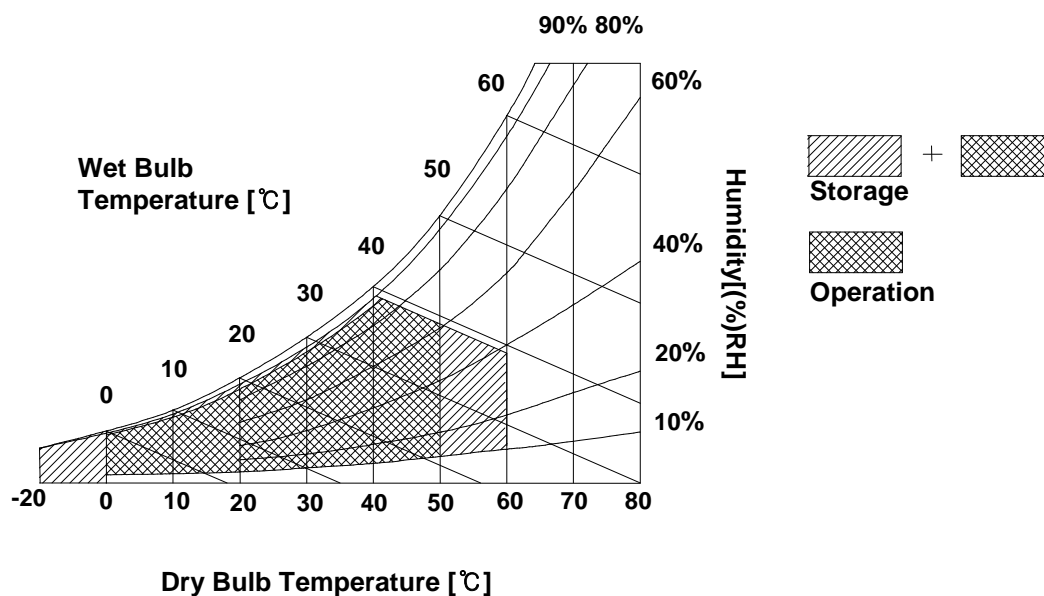 90% 80%
60
60%
Wet Bulb
Temperature [℃]
50
+
Storage
40
40%
Humidity[(%)RH]
30
Operation
20
20%
10
0
10%
-20 0 10 20 30 40 50 60 70 80
Dry Bulb Temperature [℃]